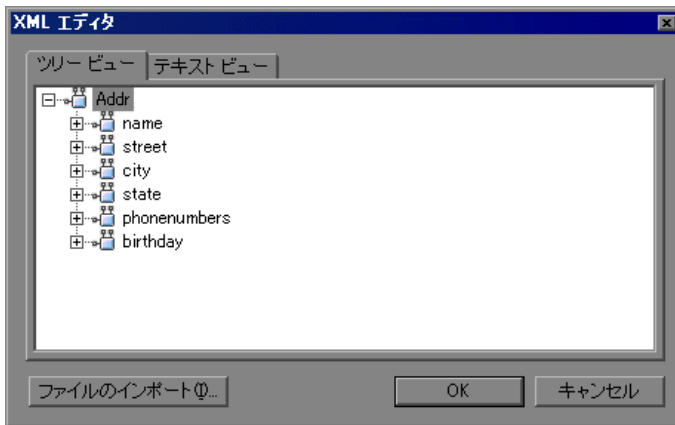 XML エディタ
ツリー ビュー テキスト ビュー
Addr
name
street
city
state
phonenumbers
birthday
ファイルのインポート(I)... OK キャンセル